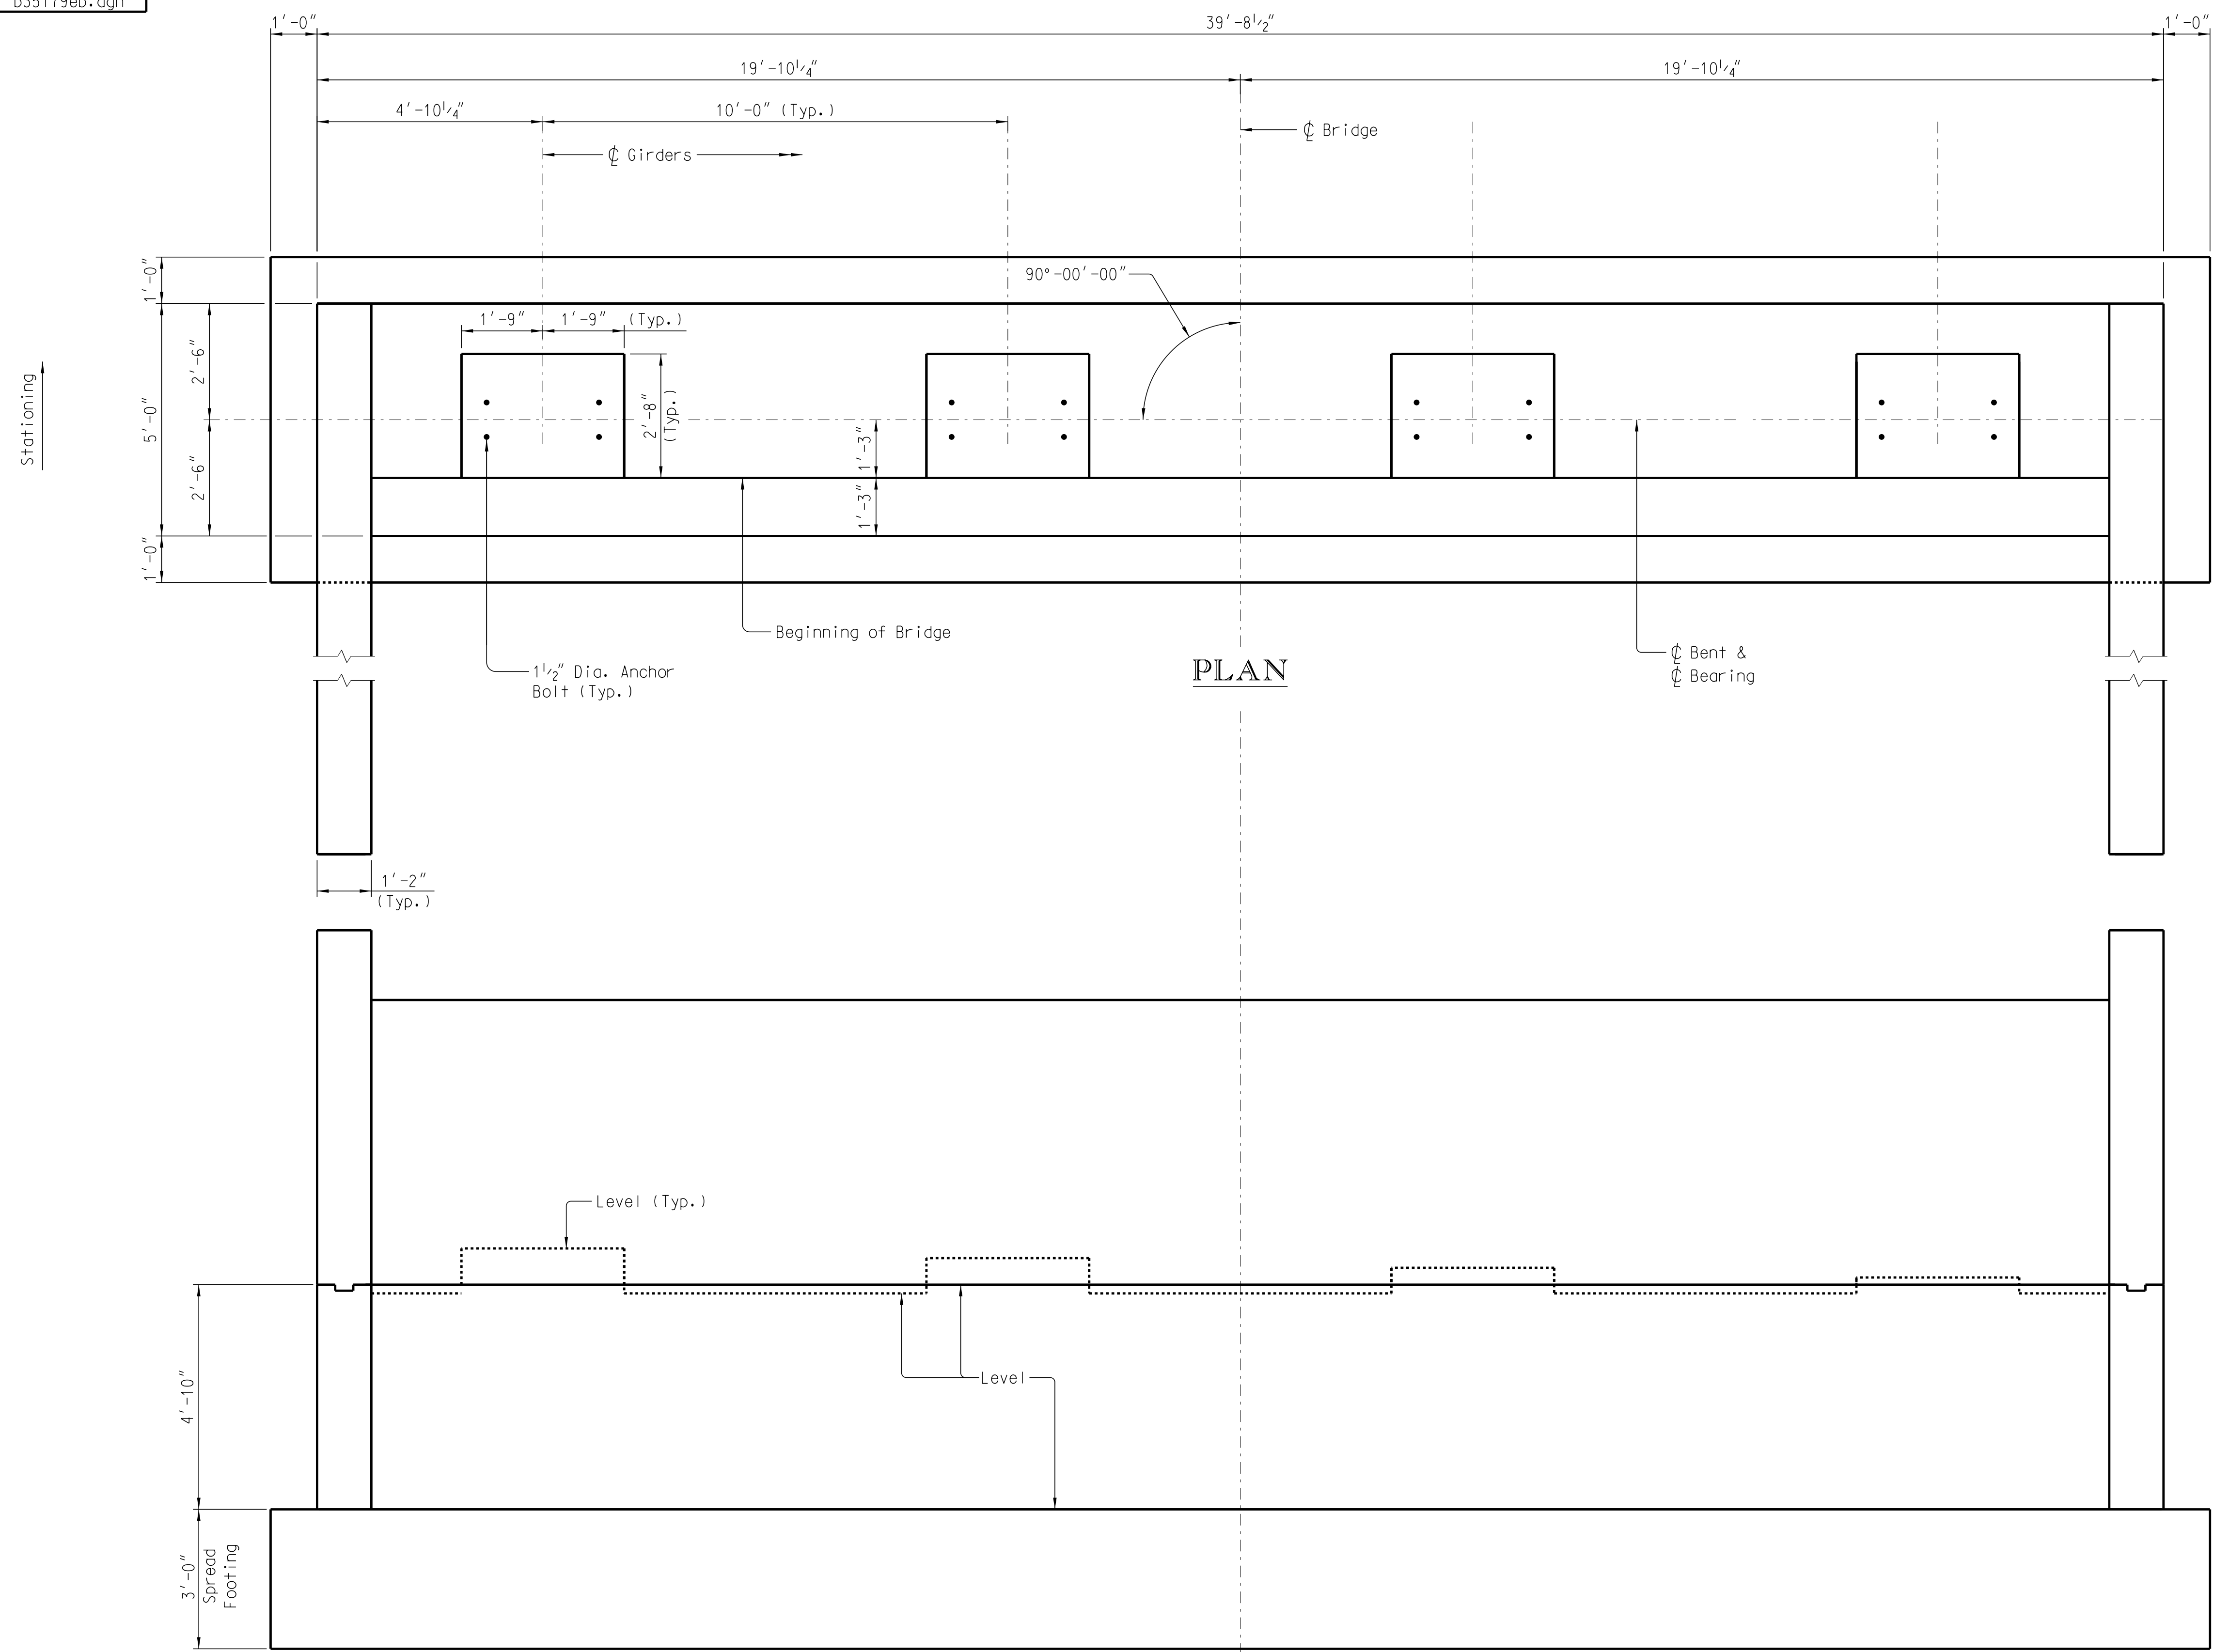 1'-0"
39'-8½"
1'-0"
19'-10¼"
19'-10¼"
4'-10¼"
10'-0" (Typ.)
℄ Bridge
℄ Girders
1'-0"
90°-00'-00"
1'-9"
1'-9"
(Typ.)
2'-6"
Stationing
5'-0"
2'-8"
(Typ.)
1'-3"
2'-6"
1'-3"
1'-0"
Beginning of Bridge
1½" Dia. Anchor
Bolt (Typ.)
PLAN
℄ Bent &
℄ Bearing
1'-2"
(Typ.)
Level (Typ.)
Level
4'-10"
3'-0"
Spread
Footing